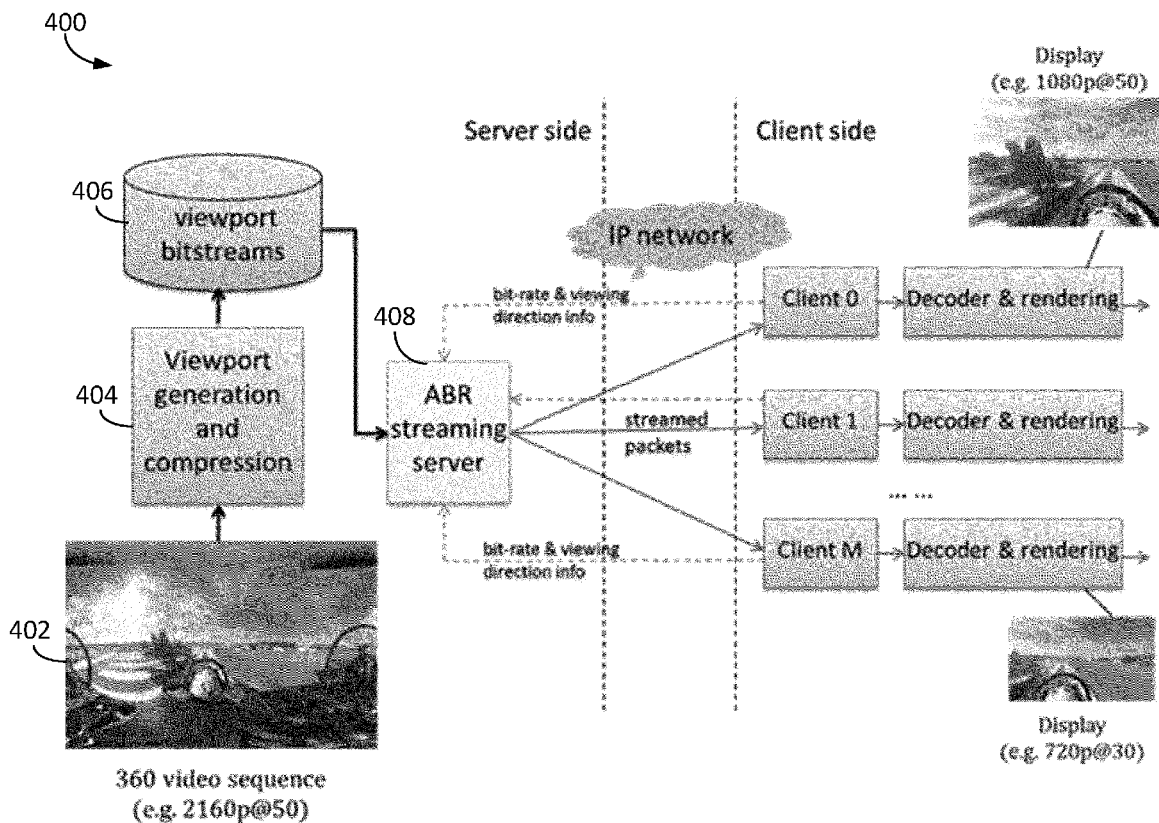 400
Display
(e.g. 1080p@50)
Server side
Client side
406
viewport
bitstreams
IP network
bit-rate & viewing
direction info
Client 0
Decoder & rendering
408
404
Viewport
generation
and
compression
ABR
streaming
server
streamed
packets
Client 1
Decoder & rendering
... ...
bit-rate & viewing
direction info
Client M
Decoder & rendering
402
360 video sequence
(e.g. 2160p@50)
Display
(e.g. 720p@30)